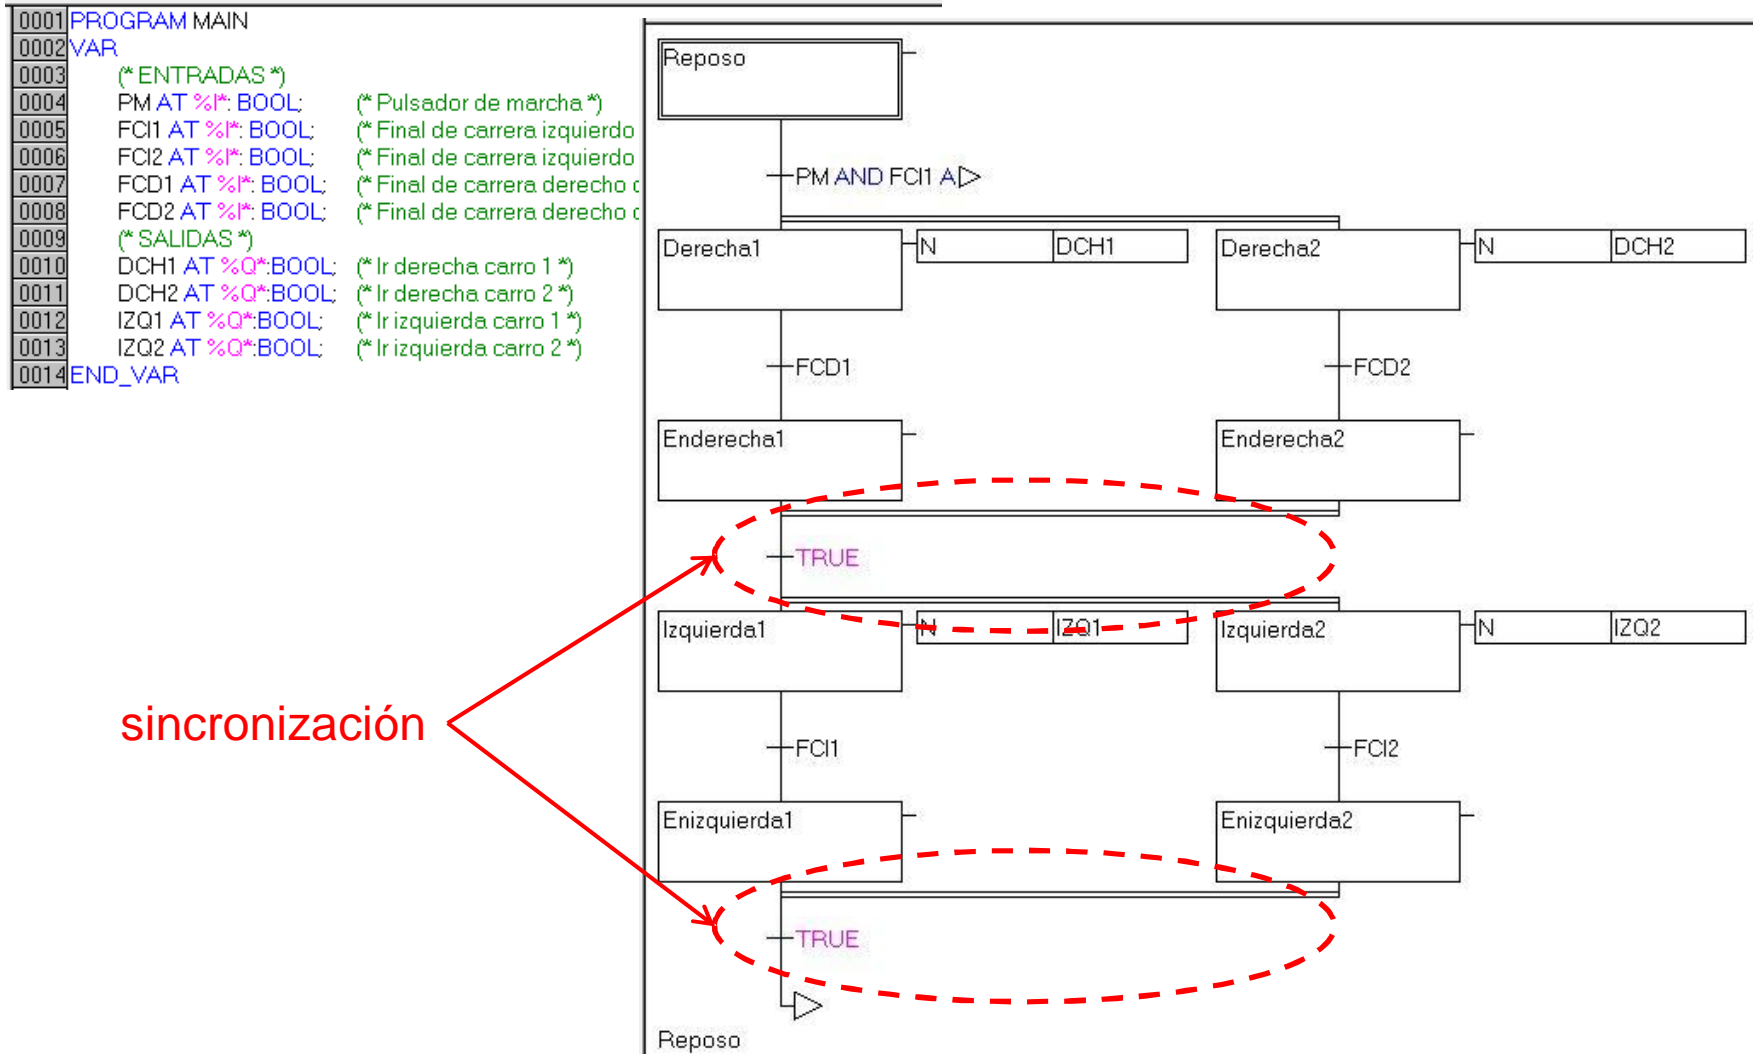 0001 PROGRAM MAIN
0002 VAR
0003 (* ENTRADAS *)
0004 PM AT %I*: BOOL; (* Pulsador de marcha *)
0005 FCI1 AT %I*: BOOL; (* Final de carrera izquierdo
0006 FCI2 AT %I*: BOOL; (* Final de carrera izquierdo
0007 FCD1 AT %I*: BOOL; (* Final de carrera derecho
0008 FCD2 AT %I*: BOOL; (* Final de carrera derecho
0009 (* SALIDAS *)
0010 DCH1 AT %Q*:BOOL; (* Ir derecha carro 1 *)
0011 DCH2 AT %Q*:BOOL; (* Ir derecha carro 2 *)
0012 IZQ1 AT %Q*:BOOL; (* Ir izquierda carro 1 *)
0013 IZQ2 AT %Q*:BOOL; (* Ir izquierda carro 2 *)
0014 END_VAR
Reposo
PM AND FCI1 A
Derecha1 N DCH1 Derecha2 N DCH2
FCD1 FCD2
Enderecha1 Enderecha2
TRUE
Izquierda1 N IZQ1 Izquierda2 N IZQ2
sincronización
FCI1 FCI2
Enizquierda1 Enizquierda2
TRUE
Reposo